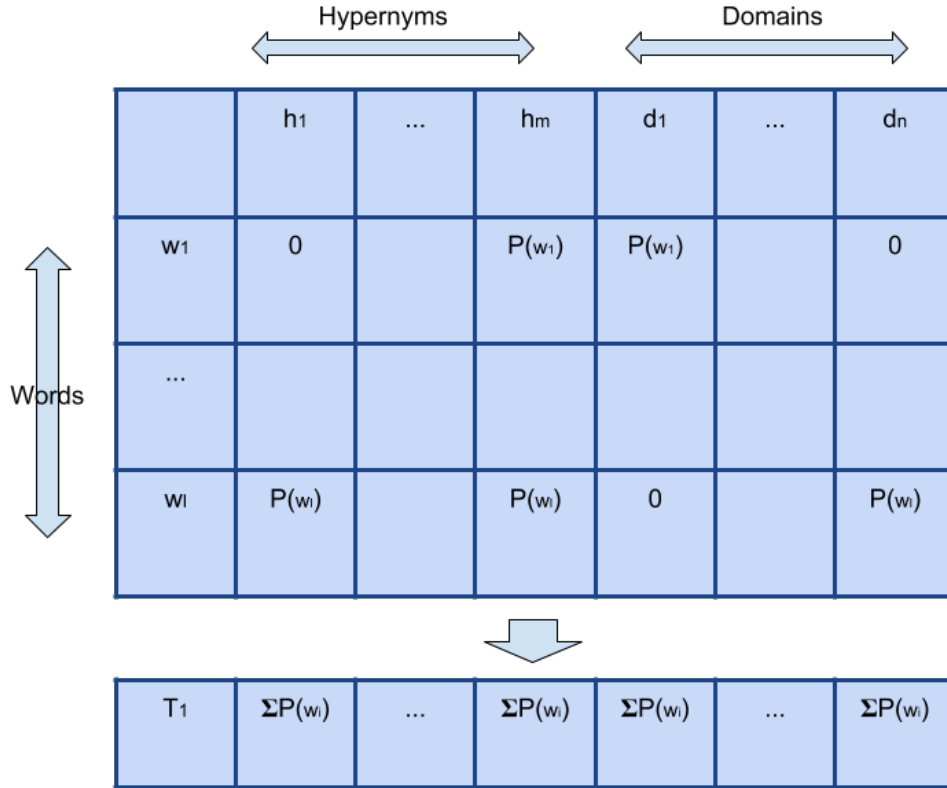 Hypernyms Domains
h1 ... hm d1 ... dn
w1 0 P(w1) P(w1) 0
...
Words
wl P(wl) P(wl) 0 P(wl)
T1 ΣP(wi) ... ΣP(wi) ΣP(wi) ... ΣP(wi)